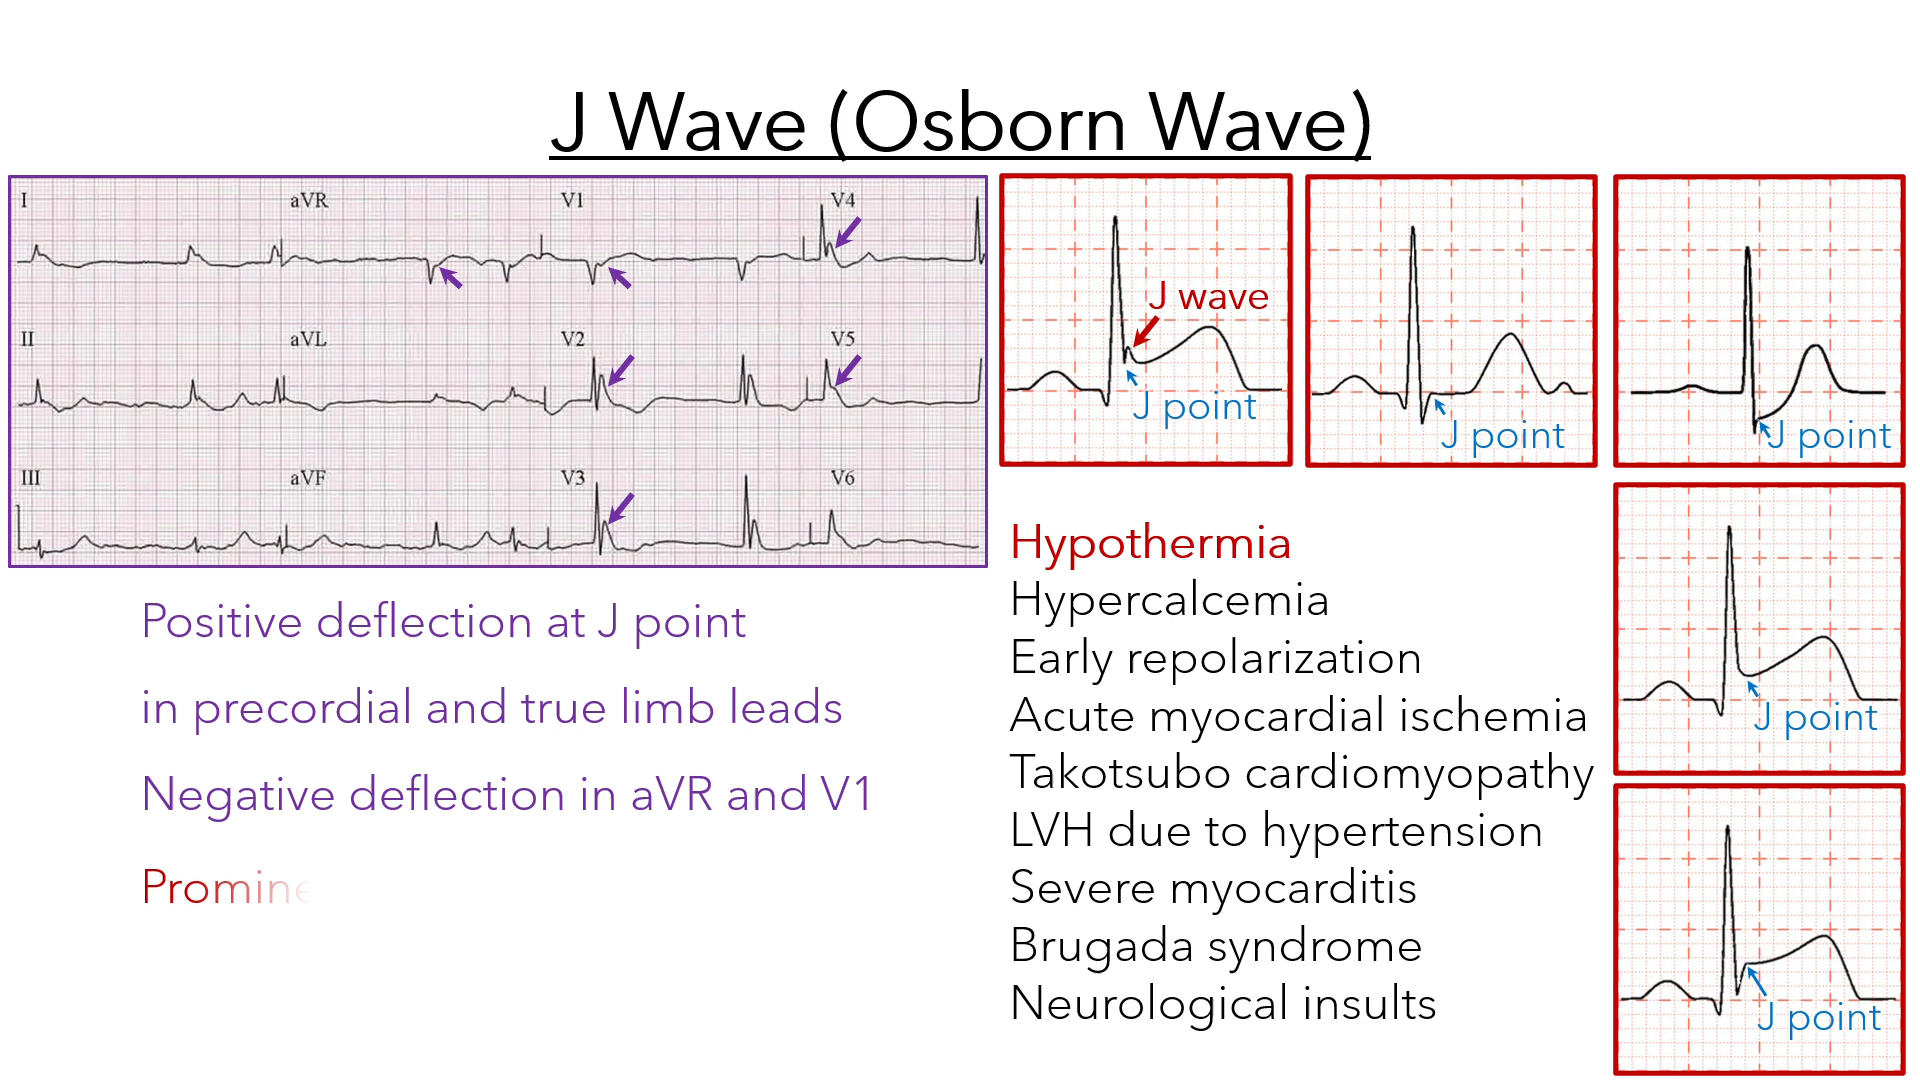 J Wave (Osborn Wave)
I aVR V1 V4
II aVL V2 V5
III aVF V3 V6
J wave
J point
J point
J point
J point
J point
Positive deflection at J point
in precordial and true limb leads
Negative deflection in aVR and V1
Promine
Hypothermia
Hypercalcemia
Early repolarization
Acute myocardial ischemia
Takotsubo cardiomyopathy
LVH due to hypertension
Severe myocarditis
Brugada syndrome
Neurological insults